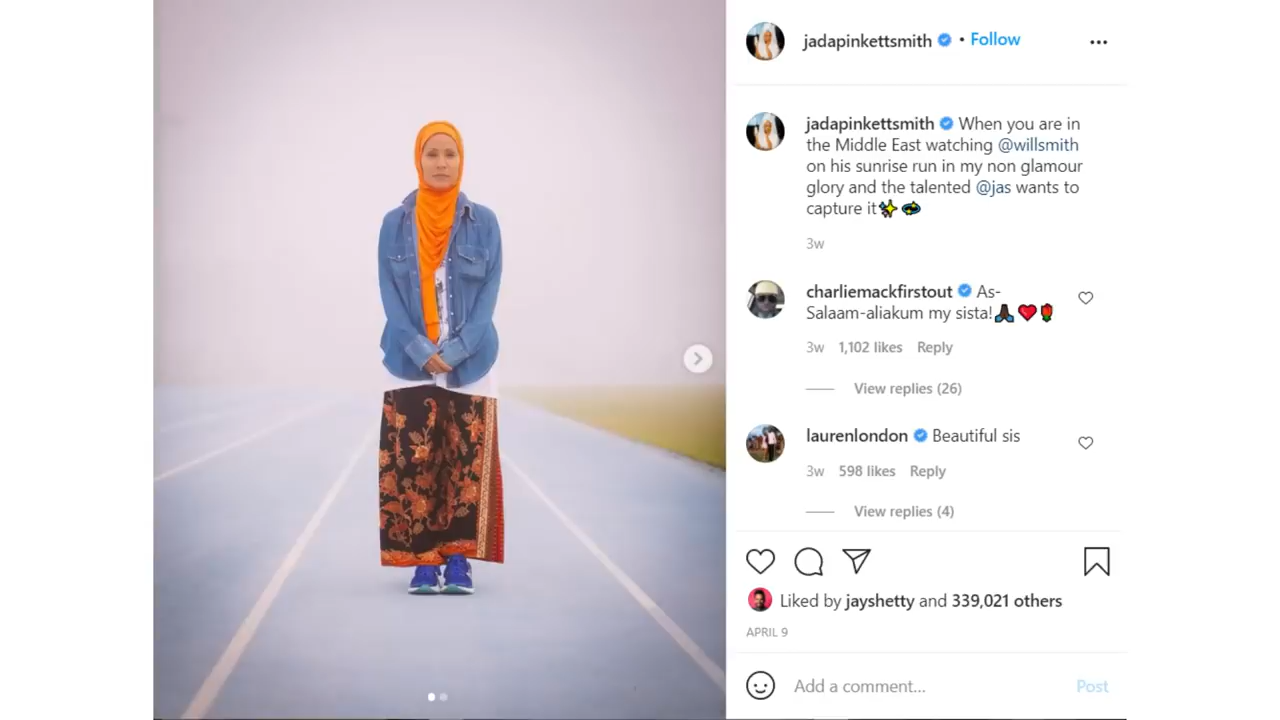 jadapinkettsmith • Follow
jadapinkettsmith When you are in
the Middle East watching @willsmith
on his sunrise run in my non glamour
glory and the talented @jas wants to
capture it✨💫
3w
charliemackfirstout As-
Salaam-aliakum my sista!🙏🏿❤️🌹
3w 1,102 likes Reply
View replies (26)
laurenlondon Beautiful sis
3w 598 likes Reply
View replies (4)
Liked by jayshetty and 339,021 others
APRIL 9
Add a comment... Post